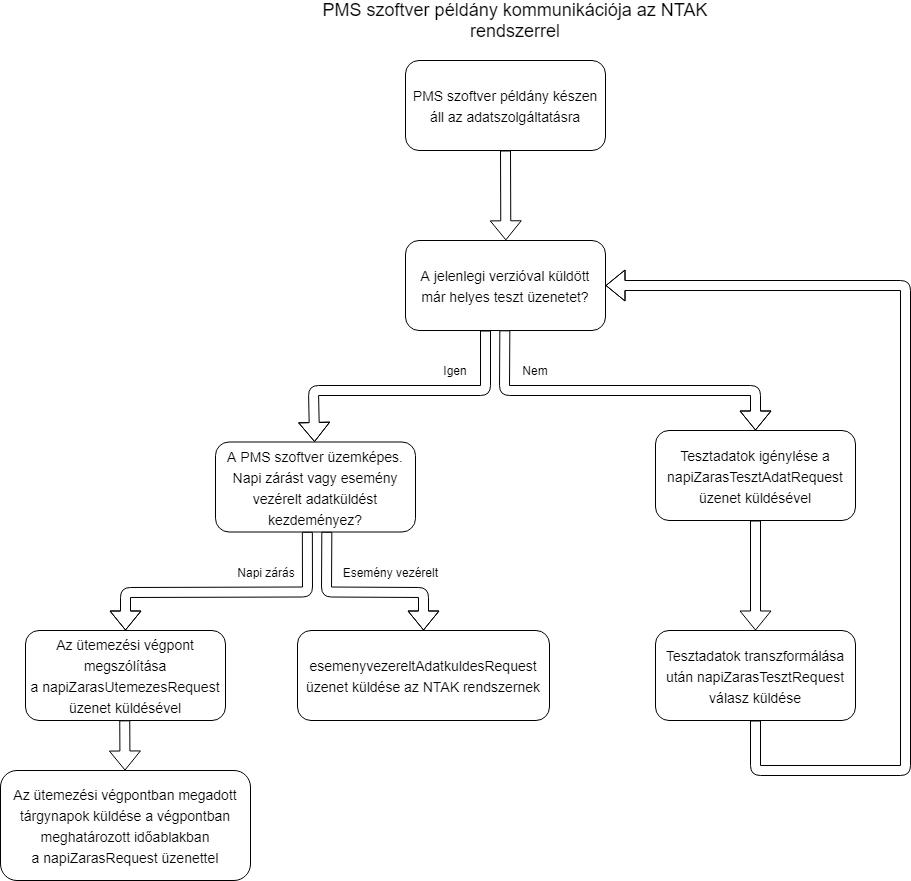 PMS szoftver példány kommunikációja az NTAK
rendszerrel
PMS szoftver példány készen
áll az adatszolgáltatásra
A jelenlegi verzióval küldött
már helyes teszt üzenetet?
Igen
Nem
A PMS szoftver üzemképes.
Napi zárást vagy esemény
vezérelt adatküldést
kezdeményez?
Tesztadatok igénylése a
napiZarasTesztAdatRequest
üzenet küldésével
Napi zárás
Esemény vezérelt
Az ütemezési végpont
megszólítása
a napiZarasUtemezesRequest
üzenet küldésével
esemenyvezereltAdatkuldesRequest
üzenet küldése az NTAK rendszernek
Tesztadatok transzformálása
után napiZarasTesztRequest
válasz küldése
Az ütemezési végpontban megadott
tárgynapok küldése a végpontban
meghatározott időablakban
a napiZarasRequest üzenettel